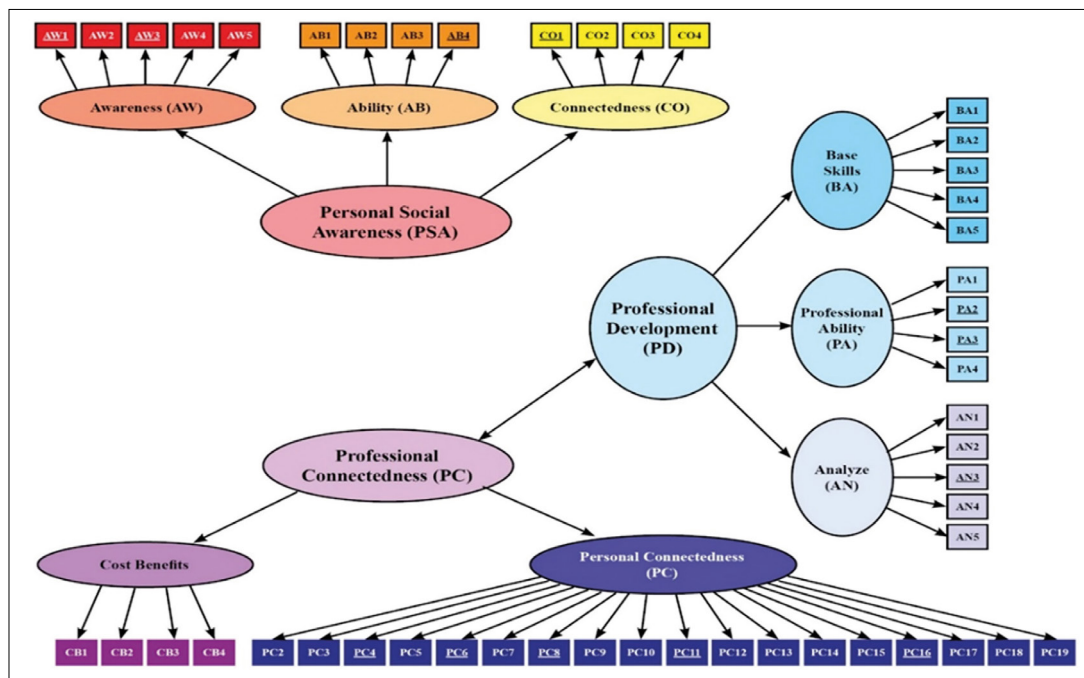 AW1 AW2 AW3 AW4 AW5 AB1 AB2 AB3 AB4 CO1 CO2 CO3 CO4
Awareness (AW)
Ability (AB)
Connectedness (CO)
Personal Social
Awareness (PSA)
Base
Skills
(BA)
BA1
BA2
BA3
BA4
BA5
Professional
Development
(PD)
Professional
Ability
(PA)
PA1
PA2
PA3
PA4
Professional
Connectedness (PC)
Analyze
(AN)
AN1
AN2
AN3
AN4
AN5
Cost Benefits
Personal Connectedness
(PC)
CB1 CB2 CB3 CB4 PC2 PC3 PC4 PC5 PC6 PC7 PC8 PC9 PC10 PC11 PC12 PC13 PC14 PC15 PC16 PC17 PC18 PC19